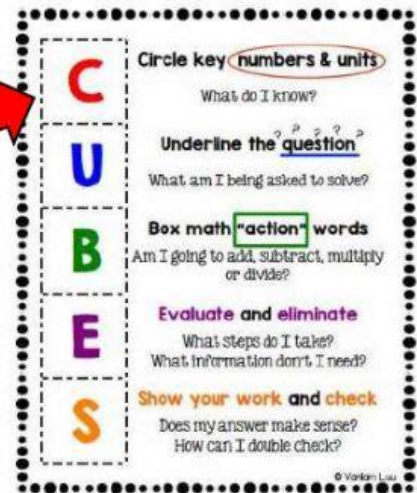 C
Circle key numbers & units
What do I know?
U
Underline the question
? ? ? ? ?
What am I being asked to solve?
B
Box math "action" words
Am I going to add, subtract, multiply
or divide?
E
Evaluate and eliminate
What steps do I take?
What information don't I need?
S
Show your work and check
Does my answer make sense?
How can I double check?